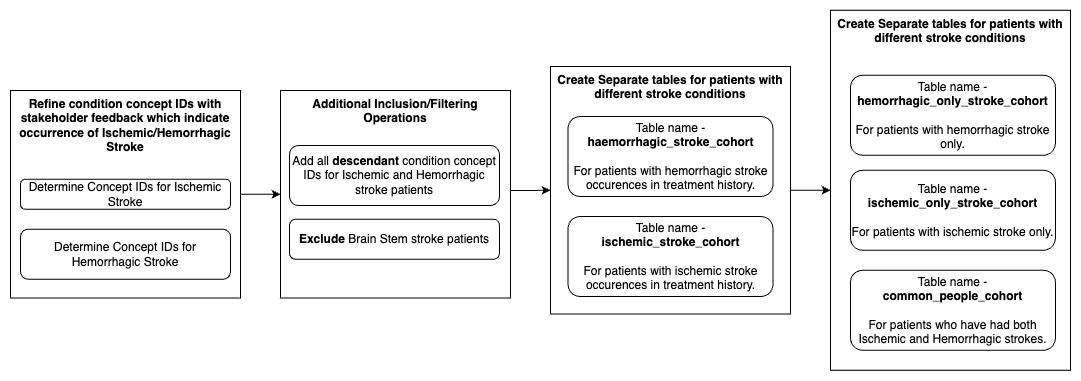 Refine condition concept IDs with
stakeholder feedback which indicate
occurrence of Ischemic/Hemorrhagic
Stroke
Determine Concept IDs for Ischemic
Stroke
Determine Concept IDs for
Hemorrhagic Stroke
Additional Inclusion/Filtering
Operations
Add all descendant condition concept
IDs for Ischemic and Hemorrhagic
stroke patients
Exclude Brain Stem stroke patients
Create Separate tables for patients with
different stroke conditions
Table name -
haemorrhagic_stroke_cohort
For patients with hemorrhagic stroke
occurences in treatment history.
Table name -
ischemic_stroke_cohort
For patients with ischemic stroke
occurences in treatment history.
Create Separate tables for patients with
different stroke conditions
Table name -
hemorrhagic_only_stroke_cohort
For patients with hemorrhagic stroke
only.
Table name -
ischemic_only_stroke_cohort
For patients with ischemic stroke only.
Table name -
common_people_cohort
For patients who have had both
Ischemic and Hemorrhagic strokes.